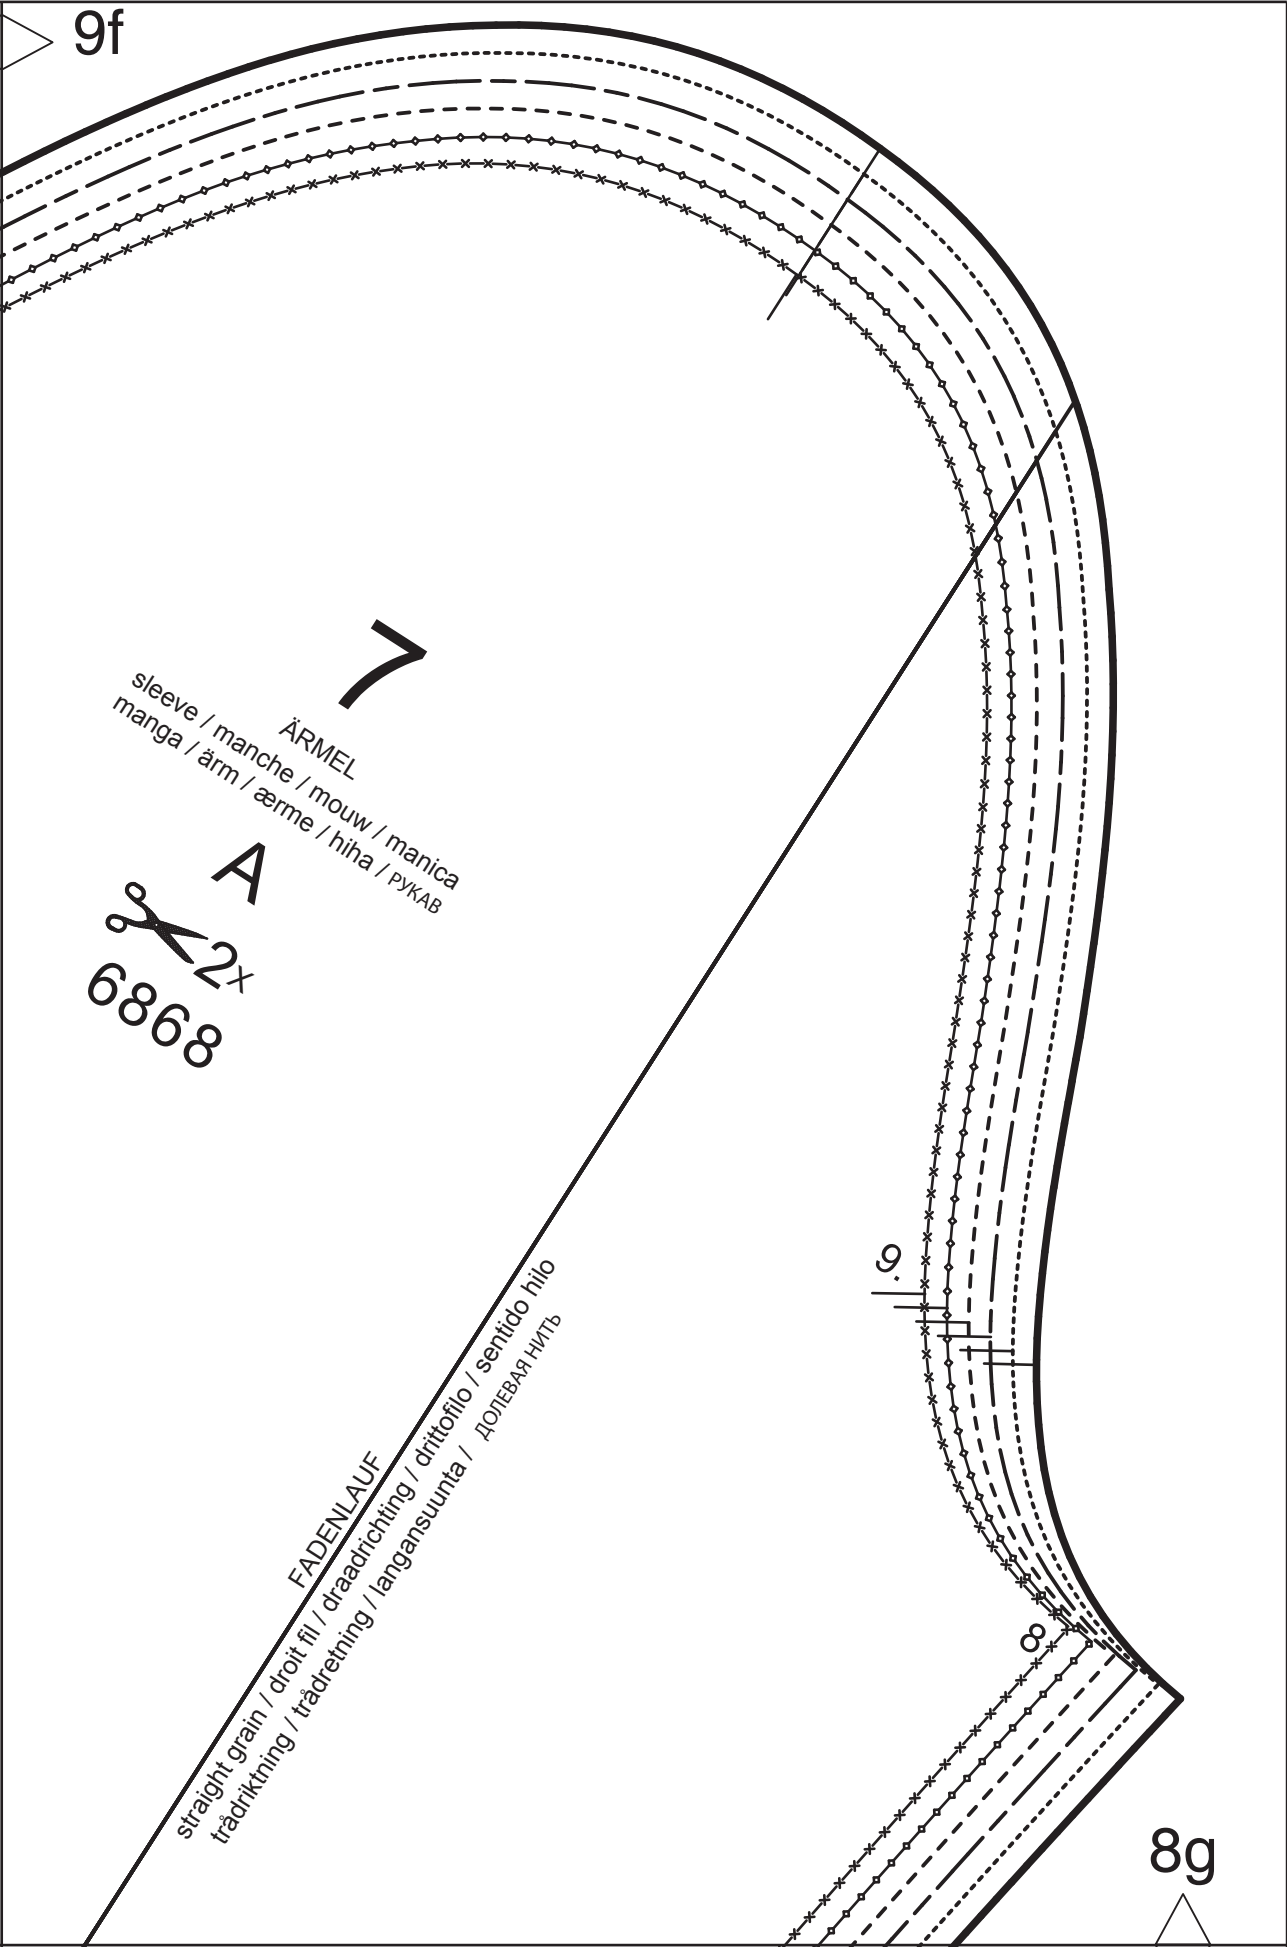 9f
7
ÄRMEL
sleeve / manche / mouw / manica
manga / ärm / ærme / hiha / РУКАВ
A
2x
6868
9.
FADENLAUF
straight grain / droit fil / draadrichting / drittofilo / sentido hilo
trådriktning / trådretning / langansuunta / ДОЛЕВАЯ НИТЬ
8
8g